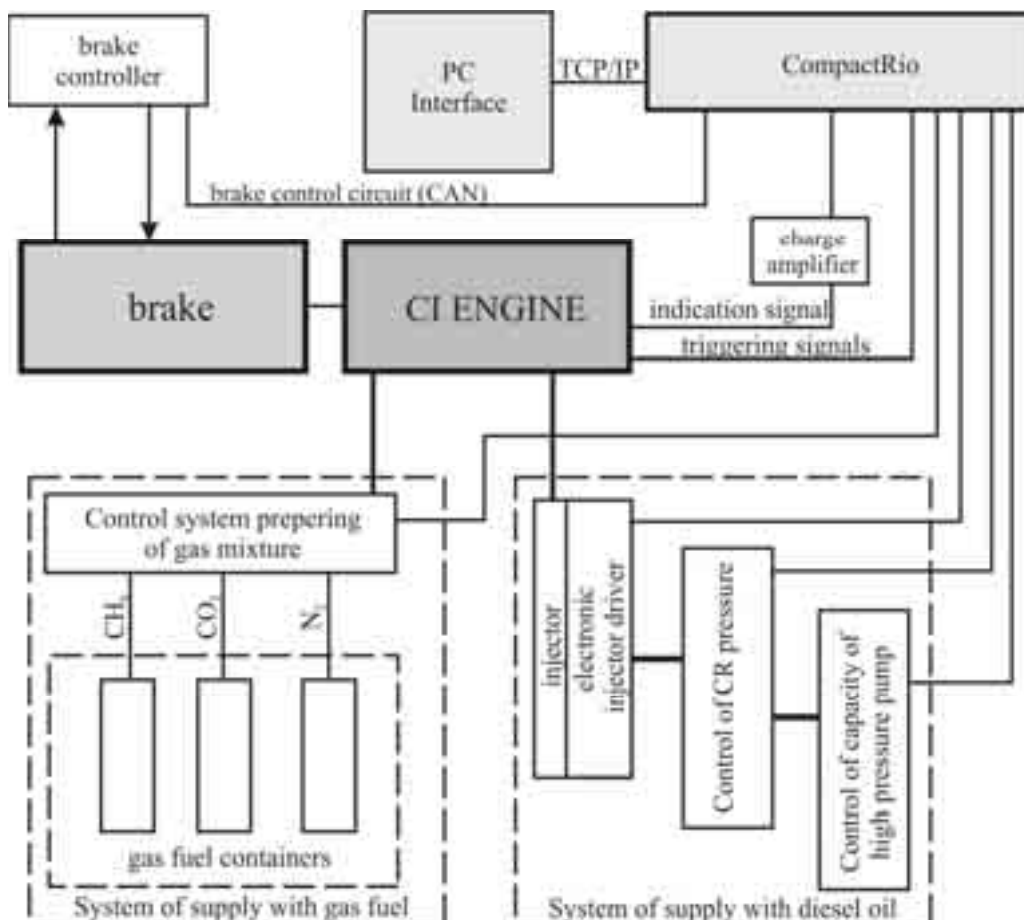 brake
controller
PC
Interface
TCP/IP
CompactRio
brake control circuit (CAN)
charge
amplifier
brake
CI ENGINE
indication signal
triggering signals
Control system prepering
of gas mixture
CH₄
CO₂
N₂
gas fuel containers
System of supply with gas fuel
injector
electronic
injector driver
Control of CR pressure
Control of capacity of
high pressure pump
System of supply with diesel oil